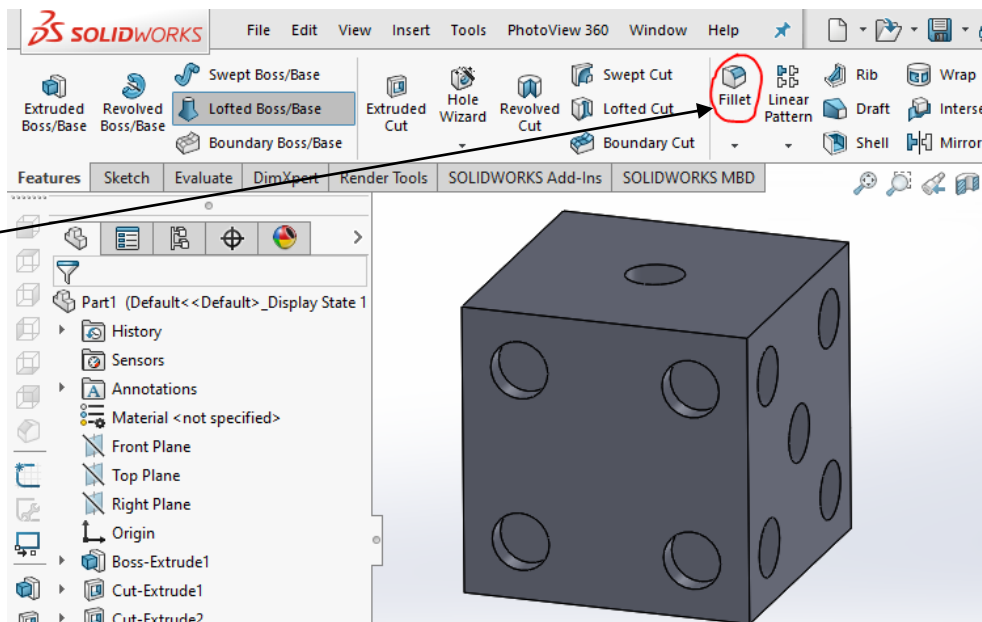 SOLIDWORKS File Edit View Insert Tools PhotoView 360 Window Help
Extruded Boss/Base
Revolved Boss/Base
Swept Boss/Base
Lofted Boss/Base
Boundary Boss/Base
Extruded Cut
Hole Wizard
Revolved Cut
Swept Cut
Lofted Cut
Boundary Cut
Fillet
Linear Pattern
Rib
Draft
Shell
Wrap
Interse
Mirror
Features Sketch Evaluate DimXpert Render Tools SOLIDWORKS Add-Ins SOLIDWORKS MBD
Part1 (Default<<Default>_Display State 1
History
Sensors
A Annotations
Material <not specified>
Front Plane
Top Plane
Right Plane
Origin
Boss-Extrude1
Cut-Extrude1
Cut-Extrude2